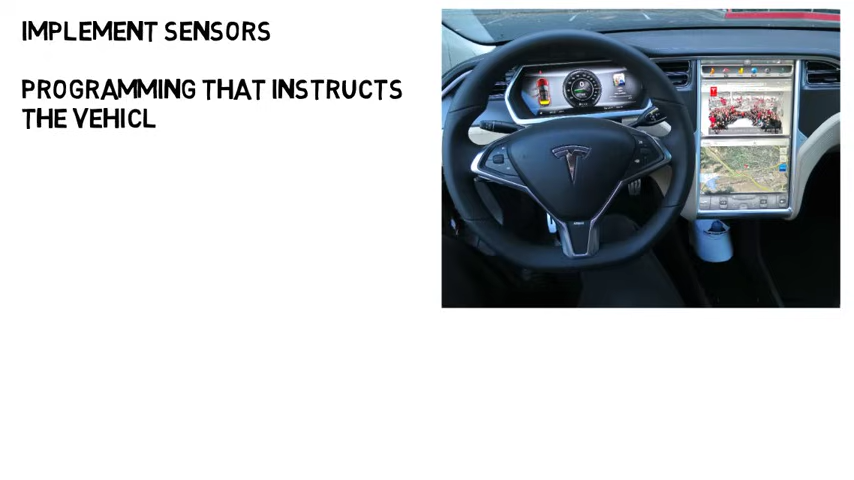 IMPLEMENT SENSORS
PROGRAMMING THAT INSTRUCTS
THE VEHICL